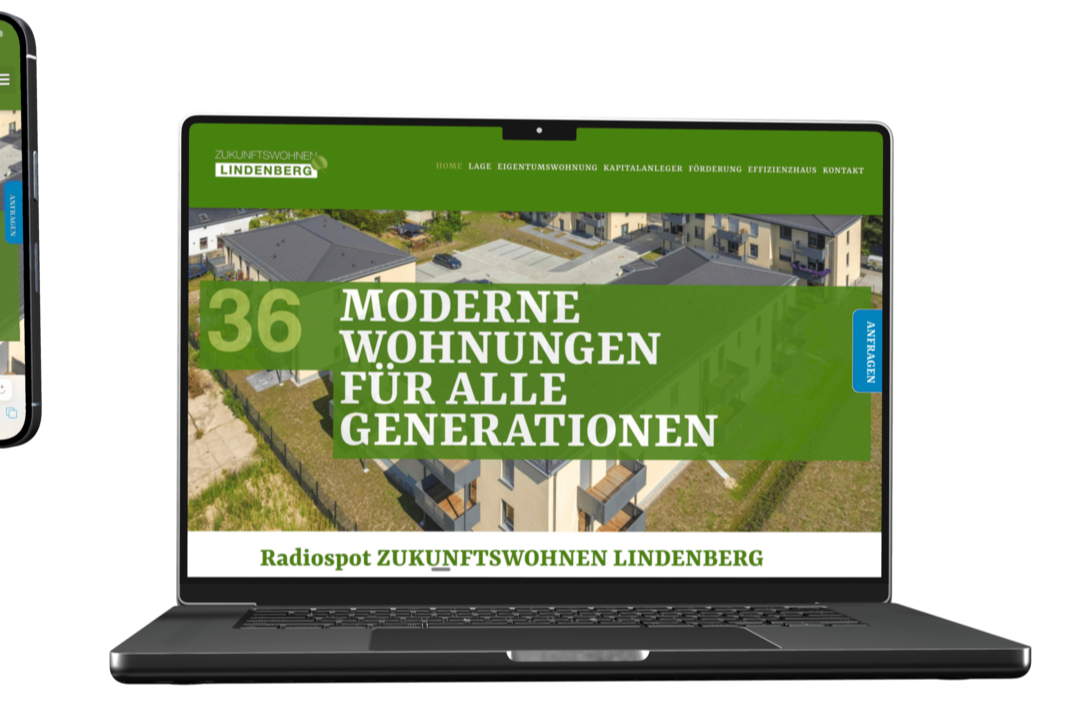 ANFRAGEN
ZUKUNFTSWOHNEN
LINDENBERG
HOME LAGE EIGENTUMSWOHNUNG KAPITALANLEGER FÖRDERUNG EFFIZIENZHAUS KONTAKT
36 MODERNE
WOHNUNGEN
FÜR ALLE
GENERATIONEN
ANFRAGEN
Radiospot ZUKUNFTSWOHNEN LINDENBERG